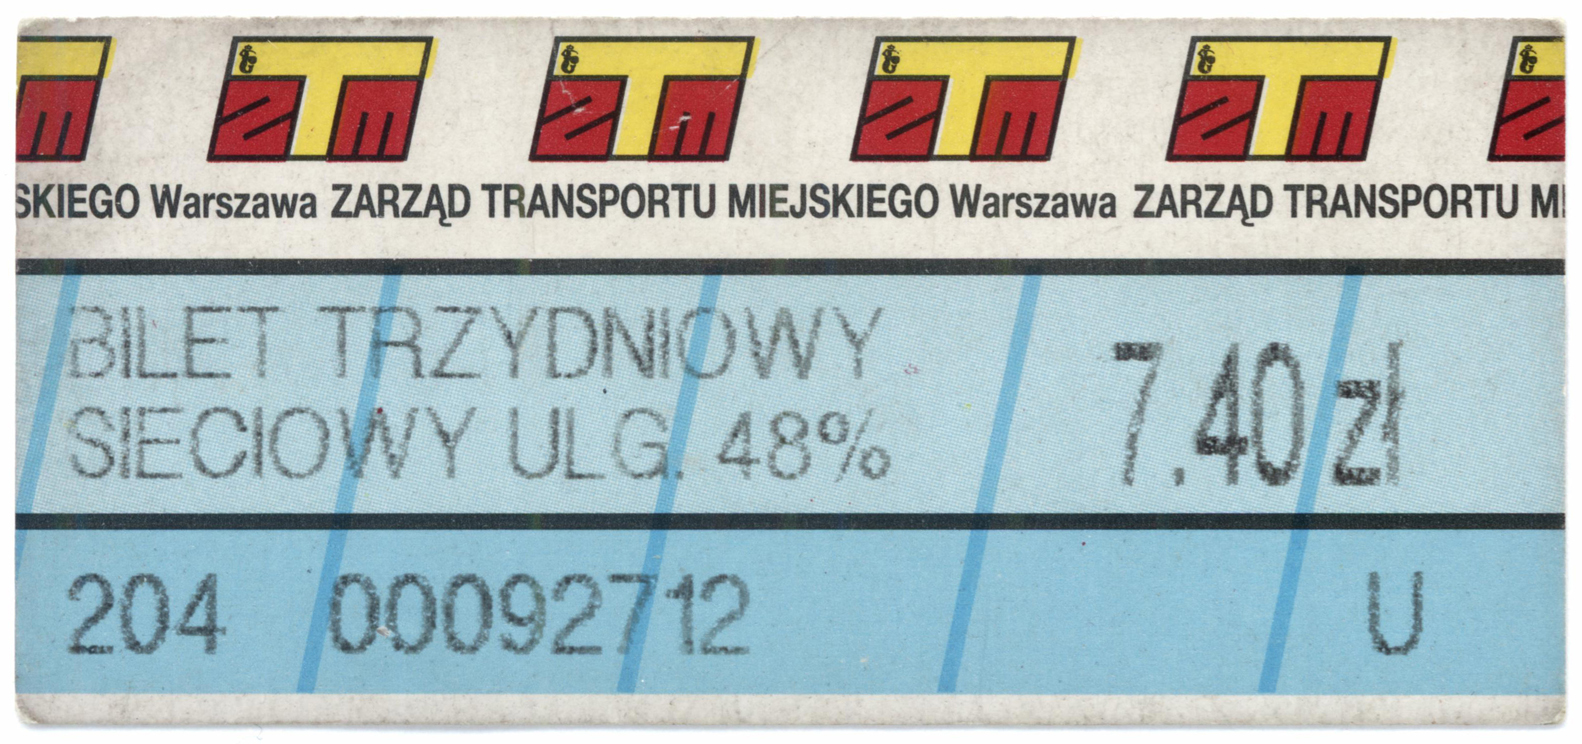 ZTM ZTM ZTM ZTM
SKIEGO Warszawa ZARZĄD TRANSPORTU MIEJSKIEGO Warszawa ZARZĄD TRANSPORTU MI
BILET TRZYDNIOWY
SIECIOWY ULG. 48%
7.40 zł
204 00092712 U